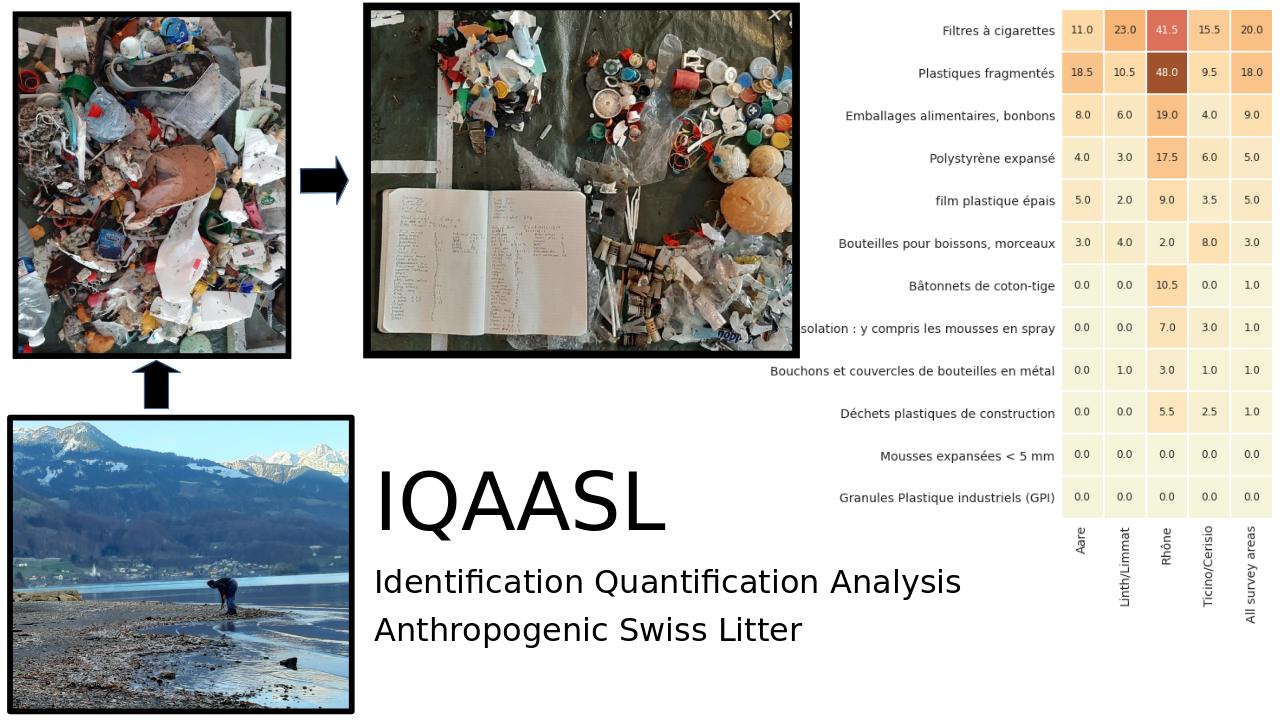 Filtres à cigarettes 11.0 23.0 41.5 15.5 20.0
Plastiques fragmentés 18.5 10.5 48.0 9.5 18.0
Emballages alimentaires, bonbons 8.0 6.0 19.0 4.0 9.0
Polystyrène expansé 4.0 3.0 17.5 6.0 5.0
film plastique épais 5.0 2.0 9.0 3.5 5.0
Bouteilles pour boissons, morceaux 3.0 4.0 2.0 8.0 3.0
Bâtonnets de coton-tige 0.0 0.0 10.5 0.0 1.0
solation : y compris les mousses en spray 0.0 0.0 7.0 3.0 1.0
Bouchons et couvercles de bouteilles en métal 0.0 1.0 3.0 1.0 1.0
Déchets plastiques de construction 0.0 0.0 5.5 2.5 1.0
Mousses expansées < 5 mm 0.0 0.0 0.0 0.0 0.0
Granules Plastique industriels (GPI) 0.0 0.0 0.0 0.0 0.0
Aare
Linth/Limmat
Rhône
Ticino/Cerisio
All survey areas
IQAASL
Identification Quantification Analysis
Anthropogenic Swiss Litter